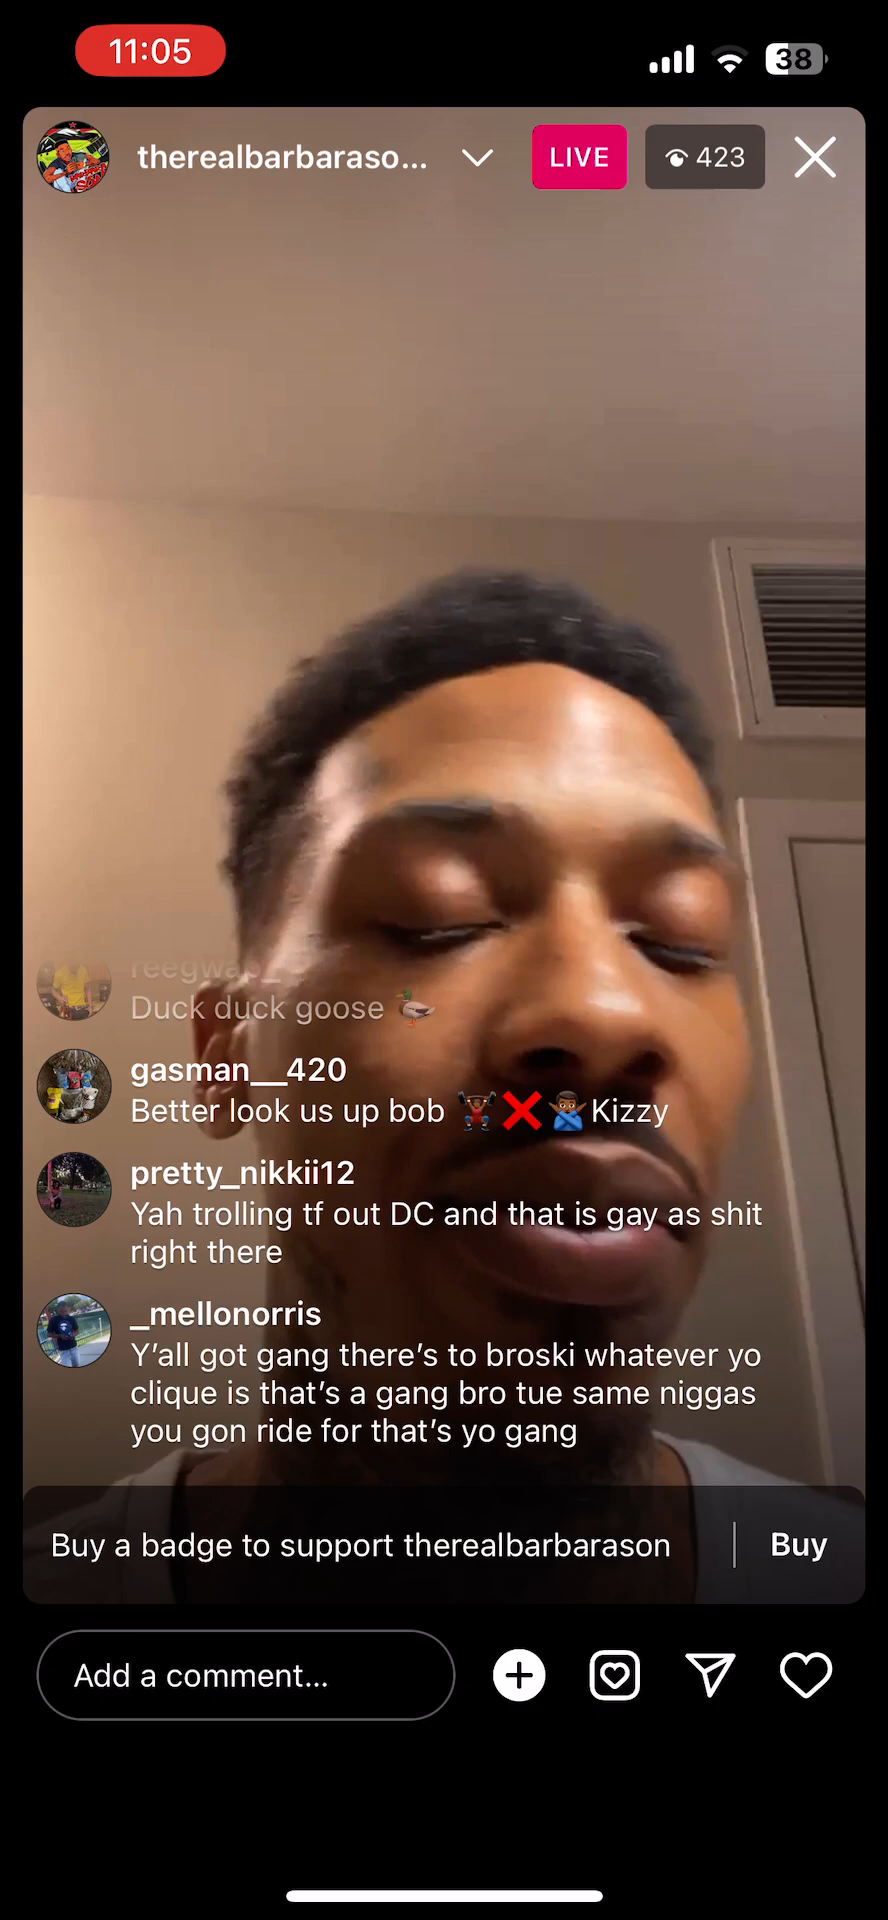 11:05
38
therealbarbaraso...
LIVE
423
reegwap_
Duck duck goose 🦆
gasman__420
Better look us up bob 🏋🏾❌🙅🏾‍♂️Kizzy
pretty_nikkii12
Yah trolling tf out DC and that is gay as shit
right there
_mellonorris
Y’all got gang there’s to broski whatever yo
clique is that’s a gang bro tue same niggas
you gon ride for that’s yo gang
Buy a badge to support therealbarbarason
Buy
Add a comment...